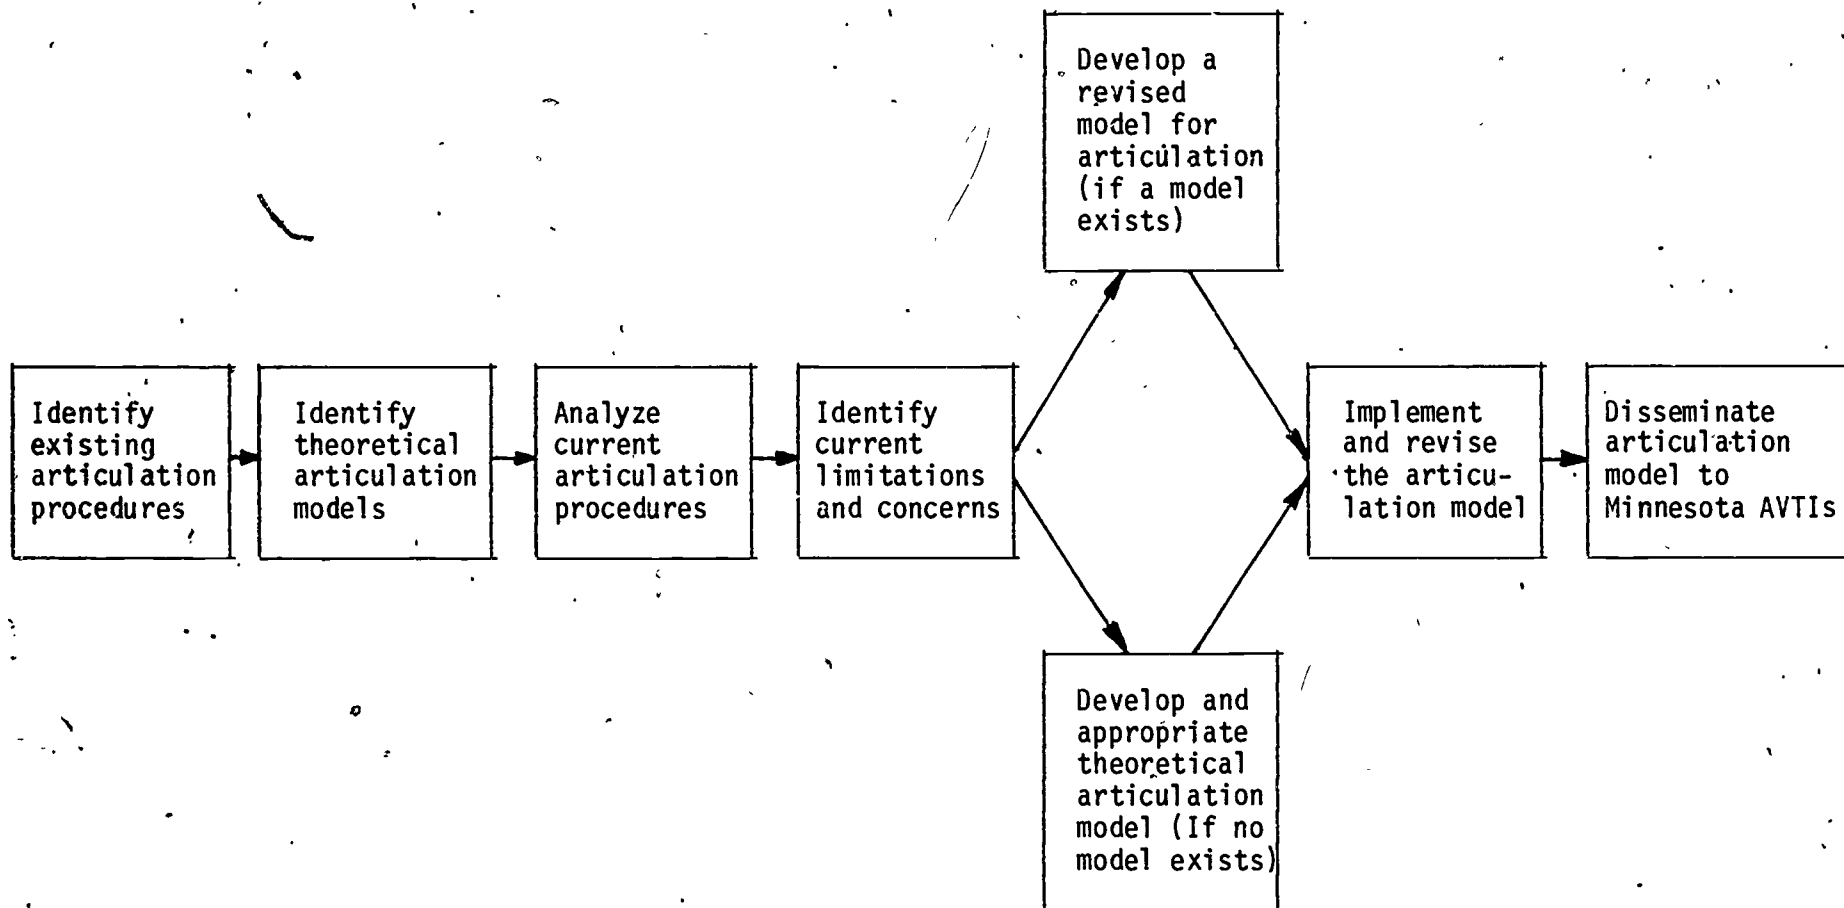 Identify
existing
articulation
procedures
Identify
theoretical
articulation
models
Analyze
current
articulation
procedures
Identify
current
limitations
and concerns
Develop a
revised
model for
articulation
(if a model
exists)
Develop and
appropriate
theoretical
articulation
model (If no
model exists)
Implement
and revise
the articu-
lation model
Disseminate
articulation
model to
Minnesota AVTIs